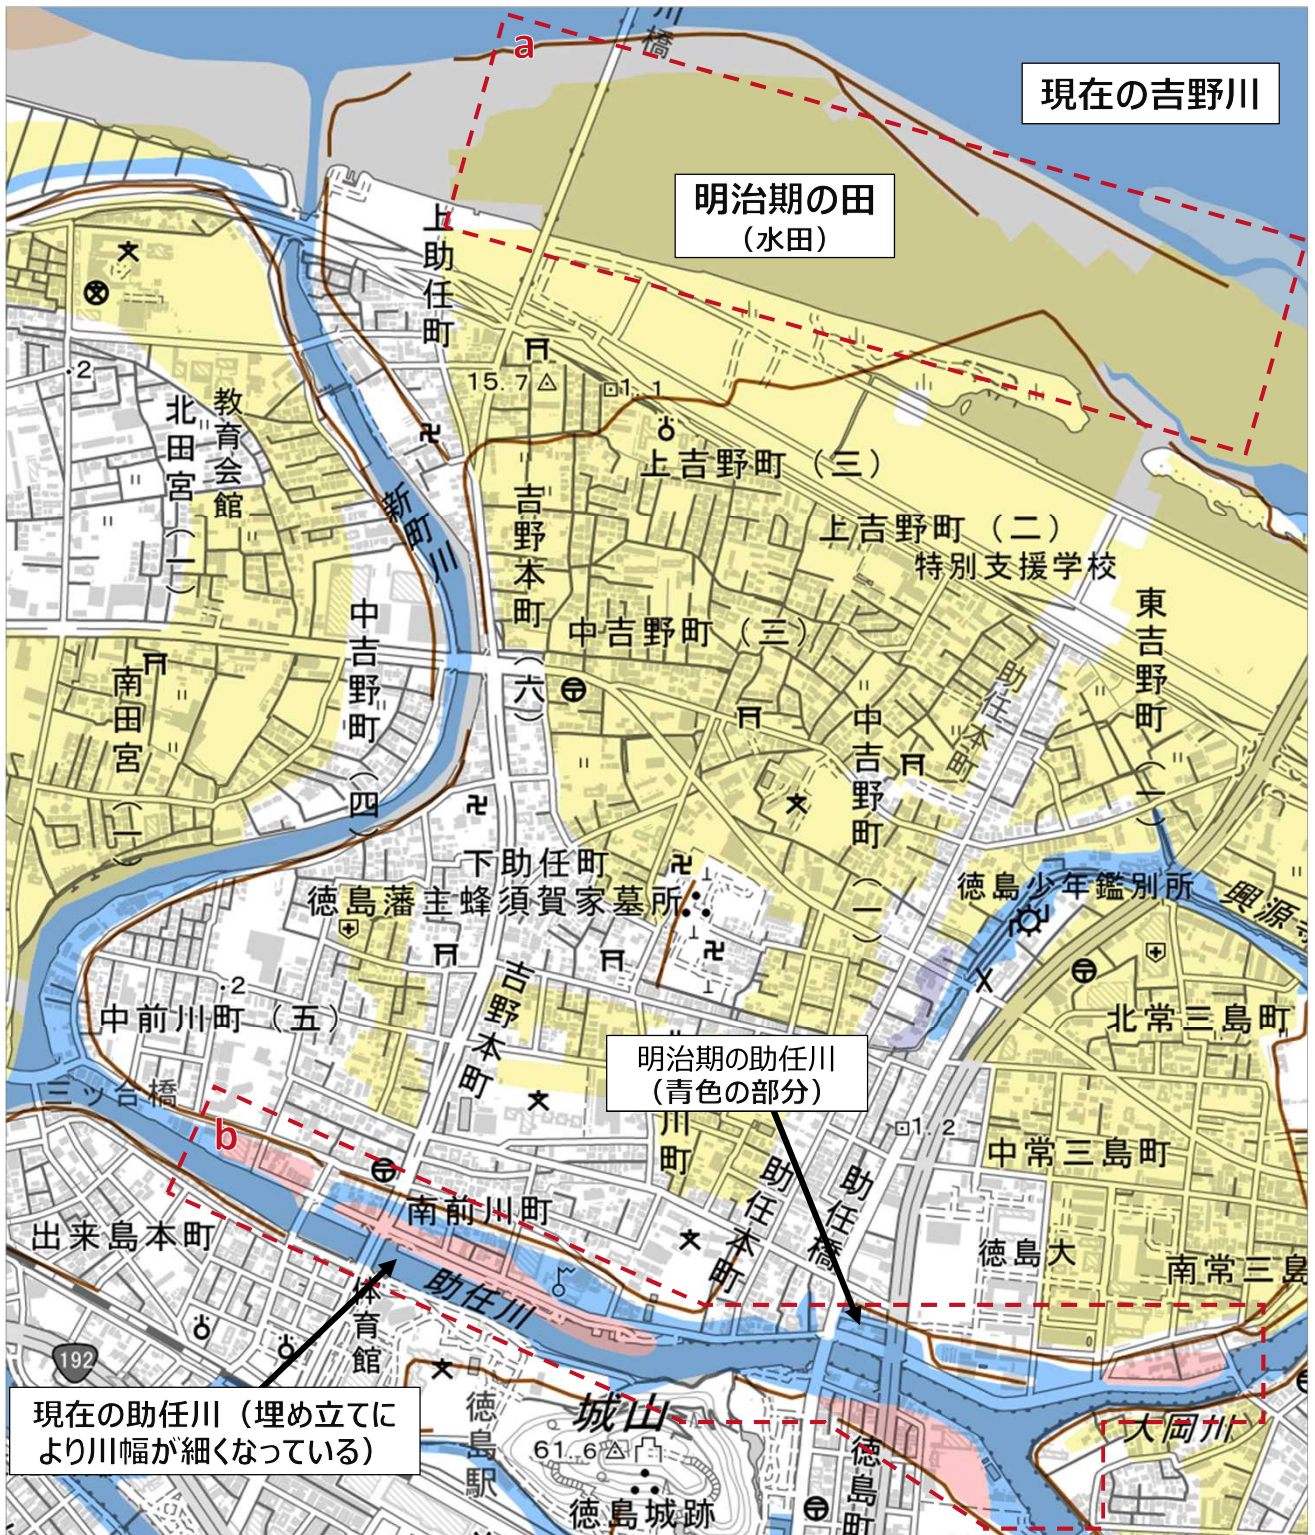 川
橋
a
現在の吉野川
明治期の田
（水田）
上助任町
2
教育会館
北田宮（一）
15.7
1.1
上吉野町（三）
新町川
吉野本町（六）
上吉野町（二）
特別支援学校
東吉野町（一）
中吉野町（四）
中吉野町（三）
助任本町
南田宮（一）
中吉野町（一）
下助任町
徳島藩主蜂須賀家墓所
徳島少年鑑別所
興源寺
2
中前川町（五）
吉野本町
北常三島町
明治期の助任川
（青色の部分）
三ッ合橋
b
川町
1.2
中常三島町
助任本町
助任橋
南前川町
出来島本町
徳島大
南常三島
助任川
体育館
192
現在の助任川（埋め立てに
より川幅が細くなっている）
徳島駅
城山
61.6
徳島城跡
徳島町
大岡川